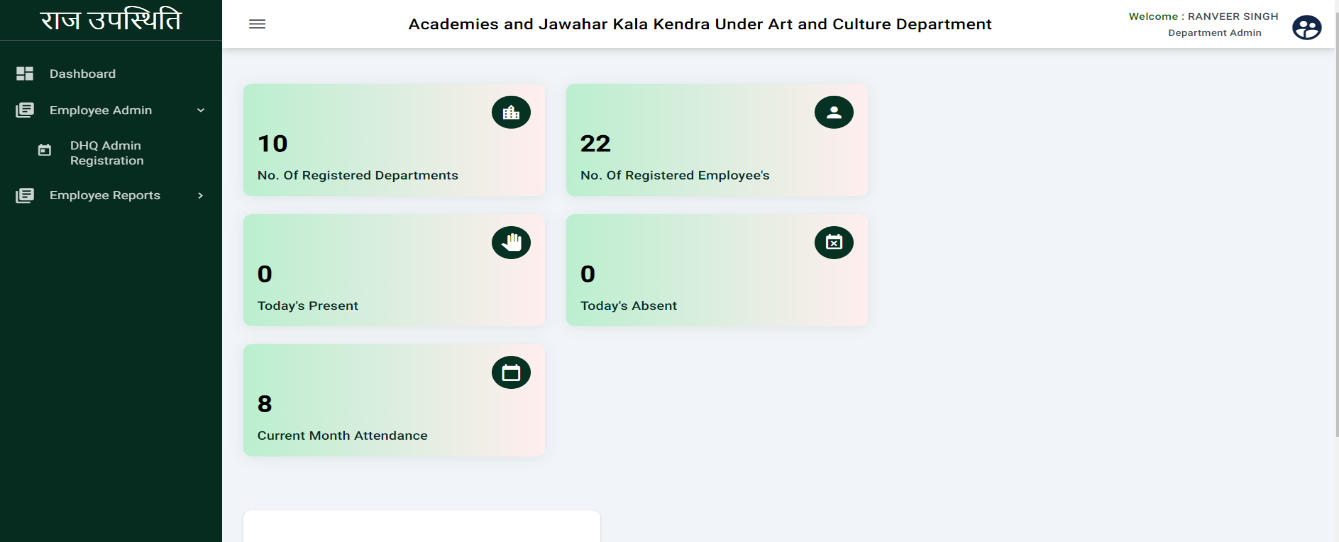 राज उपस्थिति
Academies and Jawahar Kala Kendra Under Art and Culture Department
Welcome : RANVEER SINGH
Department Admin
Dashboard
Employee Admin
DHQ Admin
Registration
Employee Reports
10
No. Of Registered Departments
22
No. Of Registered Employee's
0
Today's Present
0
Today's Absent
8
Current Month Attendance